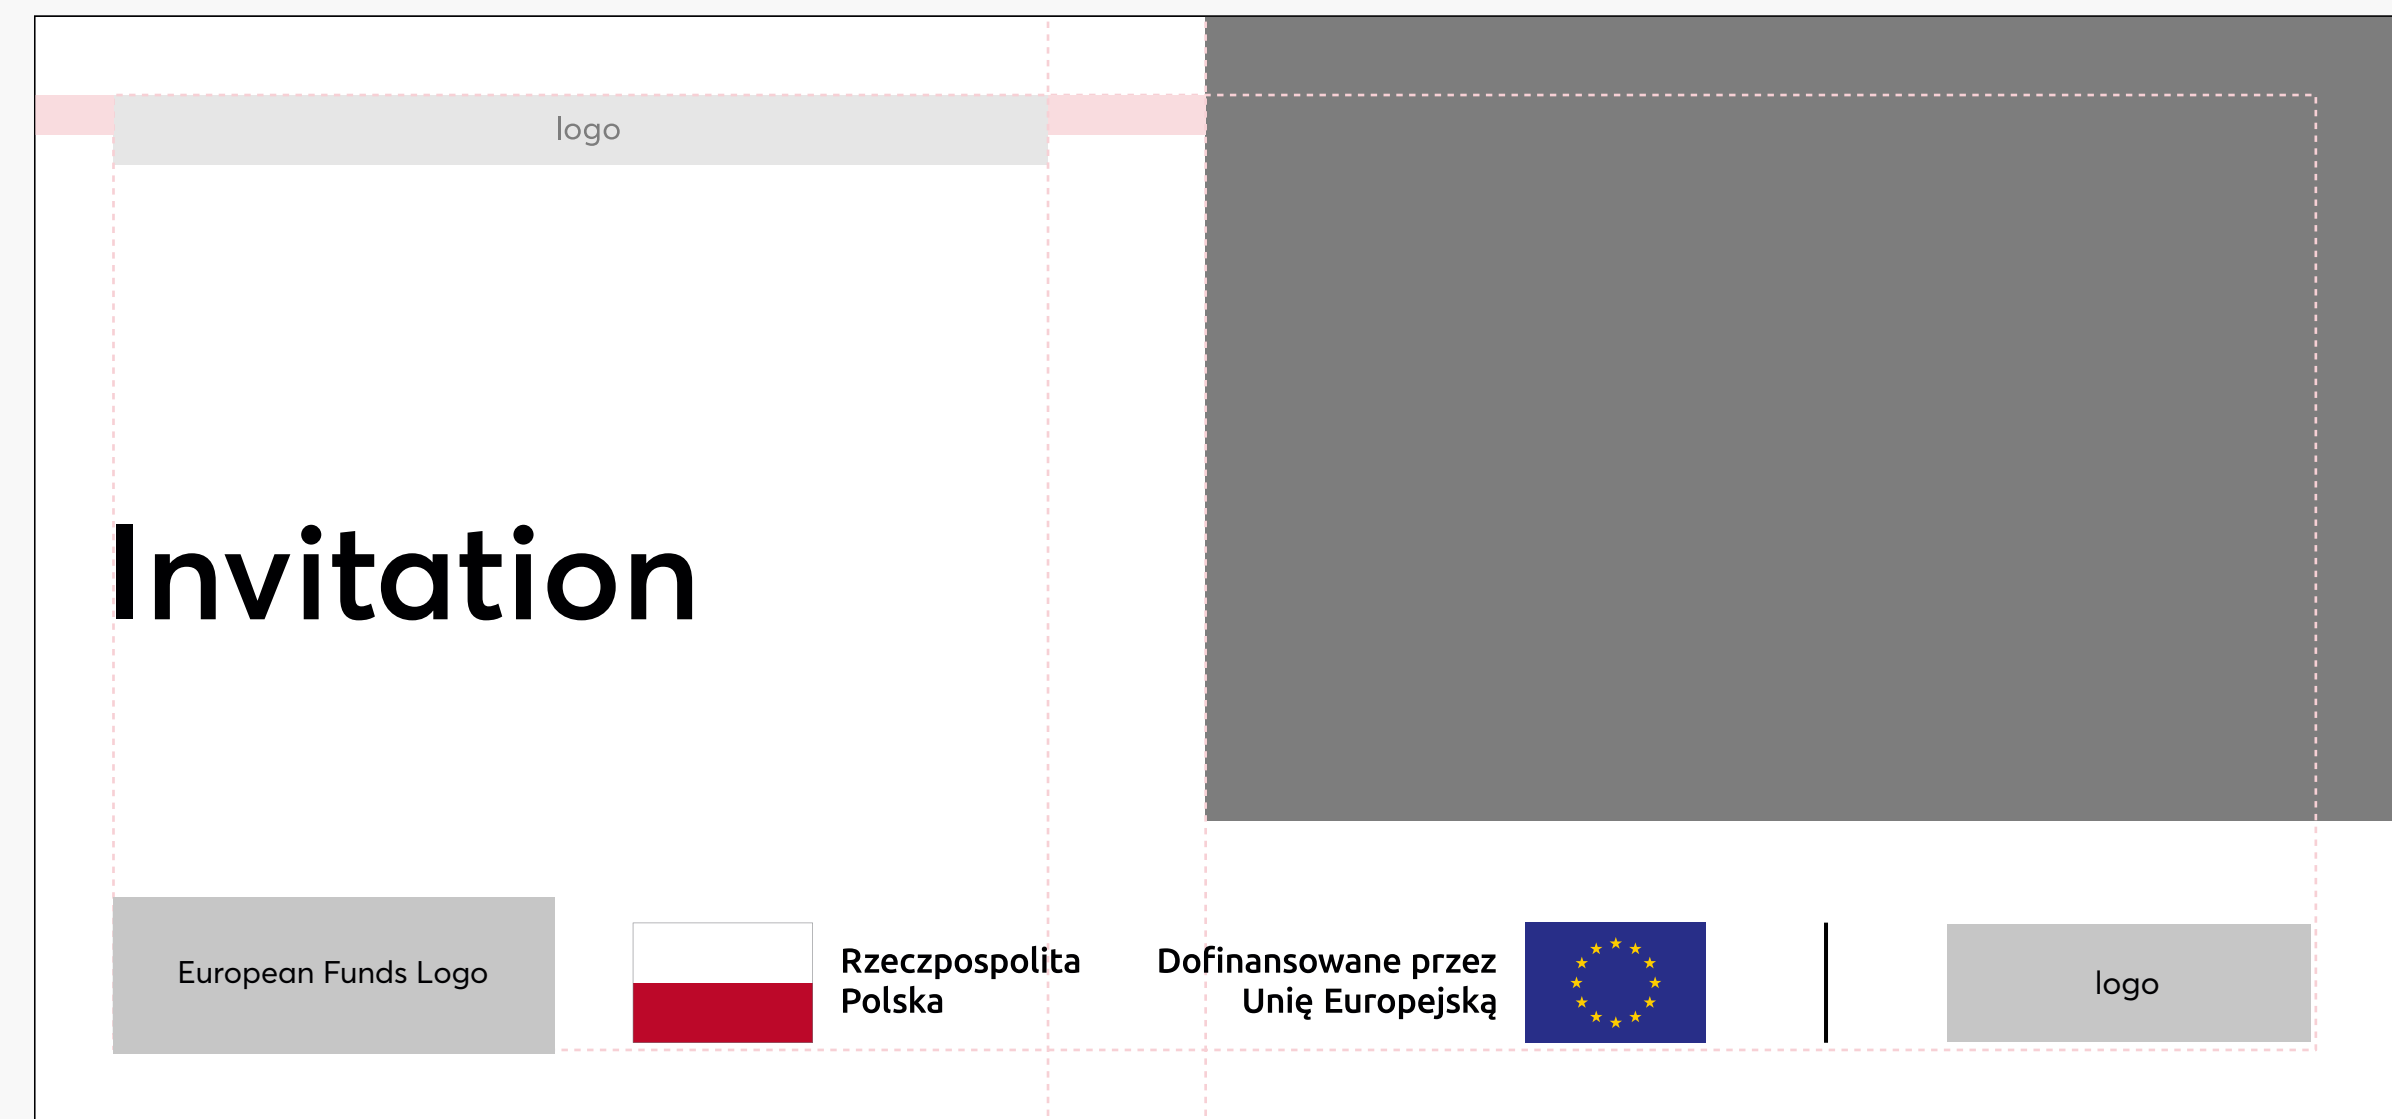 logo
Invitation
European Funds Logo
Rzeczpospolita
Polska
Dofinansowane przez
Unię Europejską
logo